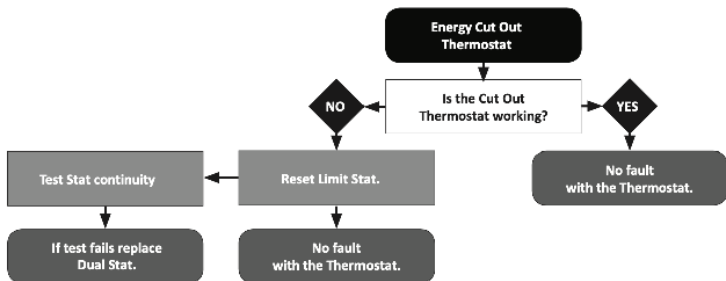 Energy Cut Out
Thermostat
Is the Cut Out
Thermostat working?
NO
YES
Test Stat continuity
Reset Limit Stat.
No fault
with the Thermostat.
If test fails replace
Dual Stat.
No fault
with the Thermostat.